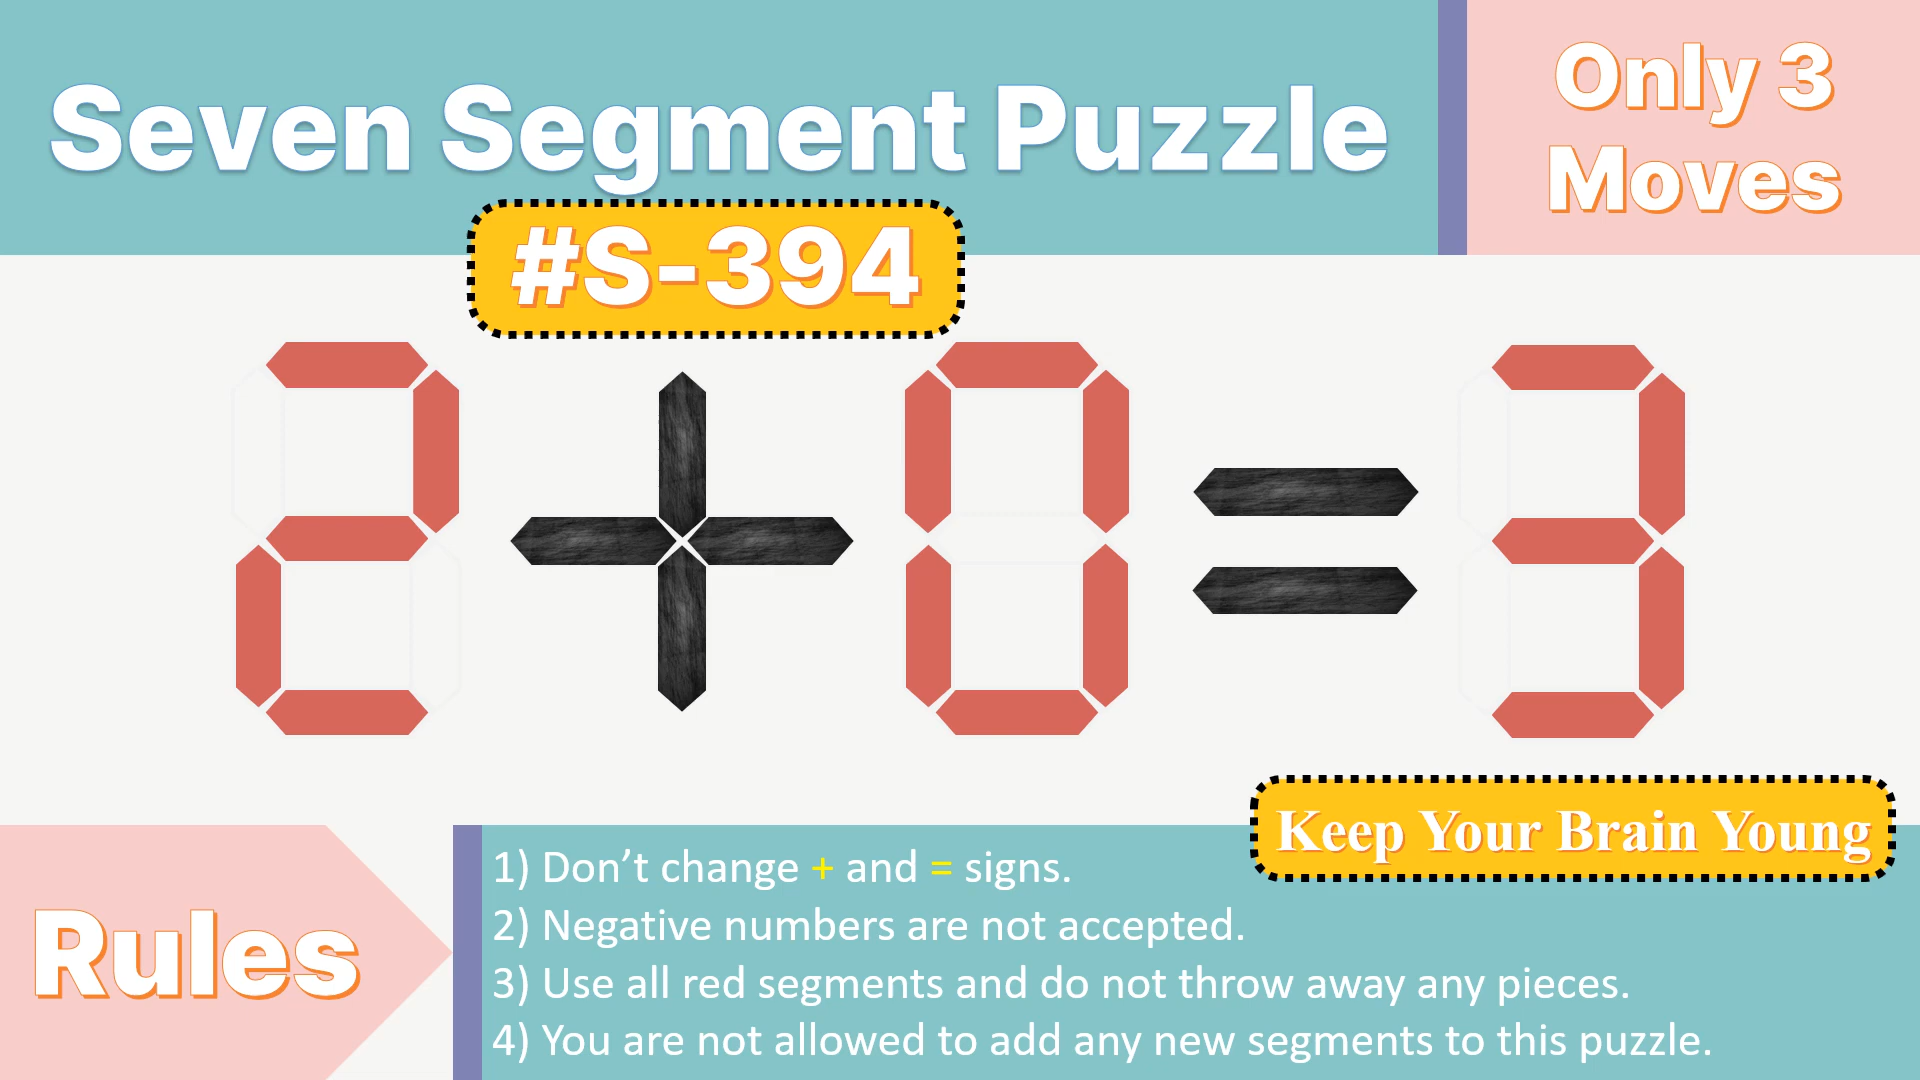 Seven Segment Puzzle
Only 3
Moves
#S-394
2 + 0 = 3
Keep Your Brain Young
Rules
1) Don’t change + and = signs.
2) Negative numbers are not accepted.
3) Use all red segments and do not throw away any pieces.
4) You are not allowed to add any new segments to this puzzle.